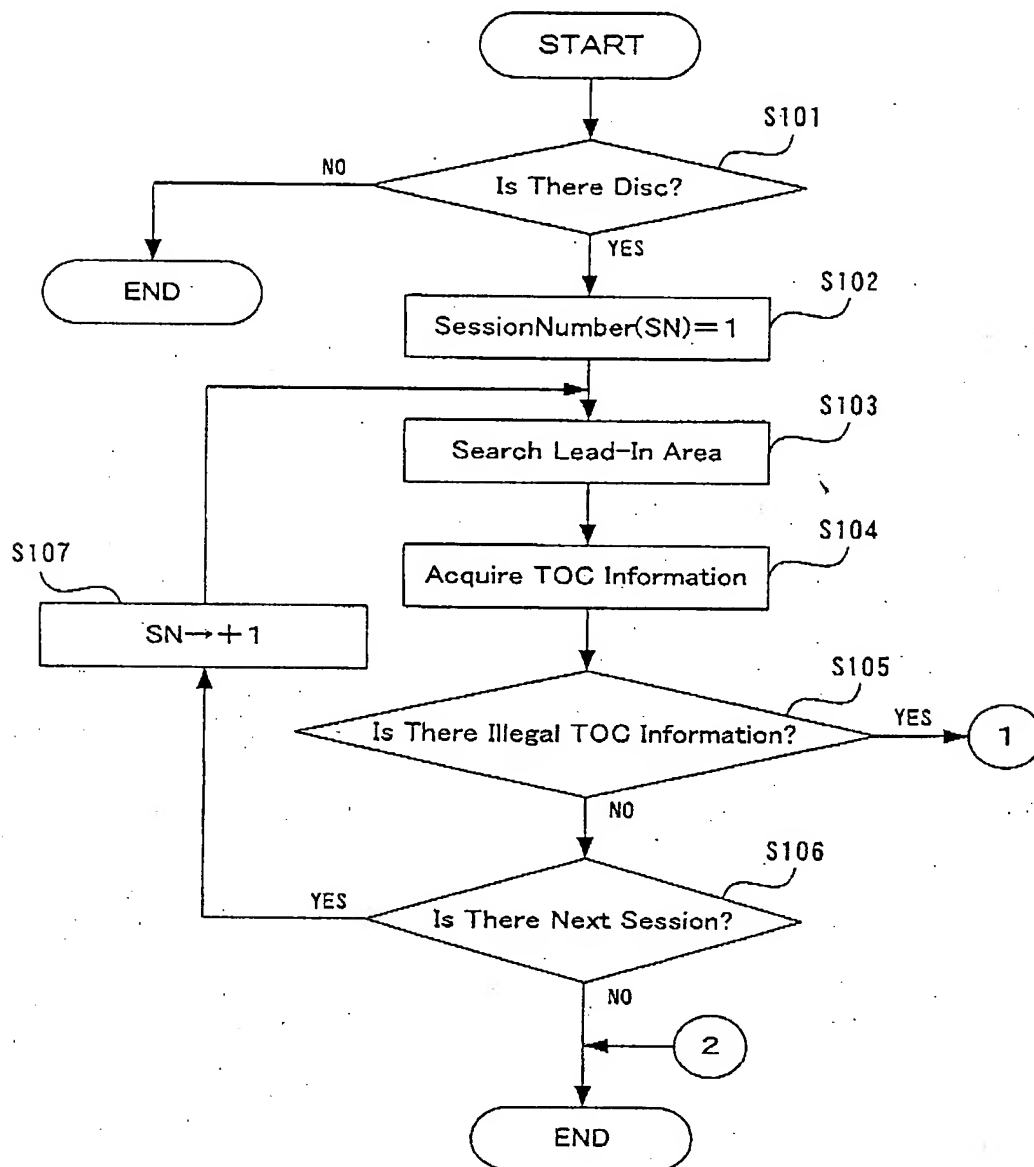 START
S101
NO
Is There Disc?
YES
END
S102
SessionNumber(SN)=1
S103
Search Lead-In Area
S104
Acquire TOC Information
S107
SN→+1
S105
Is There Illegal TOC Information?
YES
1
NO
S106
YES
Is There Next Session?
NO
2
END